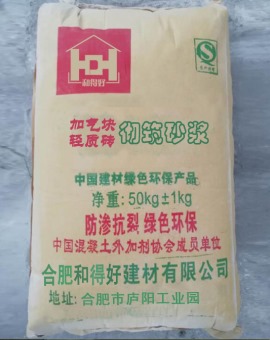 和得好
加气块
轻质砖
彻筑砂浆
中国建材绿色环保产品
净重:50kg±1kg
防渗抗裂 绿色环保
中国混凝土外加剂协会成员单位
合肥和得好建材有限公司
地址:合肥市庐阳工业园